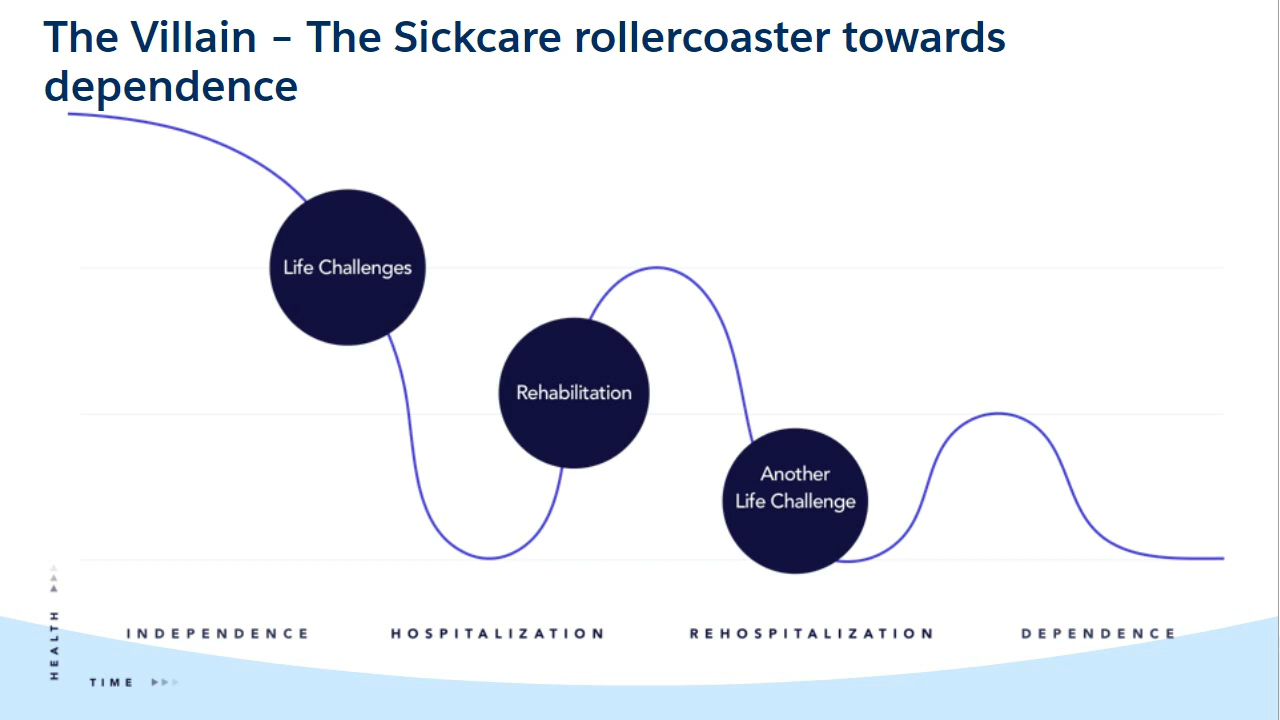 The Villain – The Sickcare rollercoaster towards
dependence
Life Challenges
Rehabilitation
Another
Life Challenge
HEALTH
INDEPENDENCE
HOSPITALIZATION
REHOSPITALIZATION
DEPENDENCE
TIME